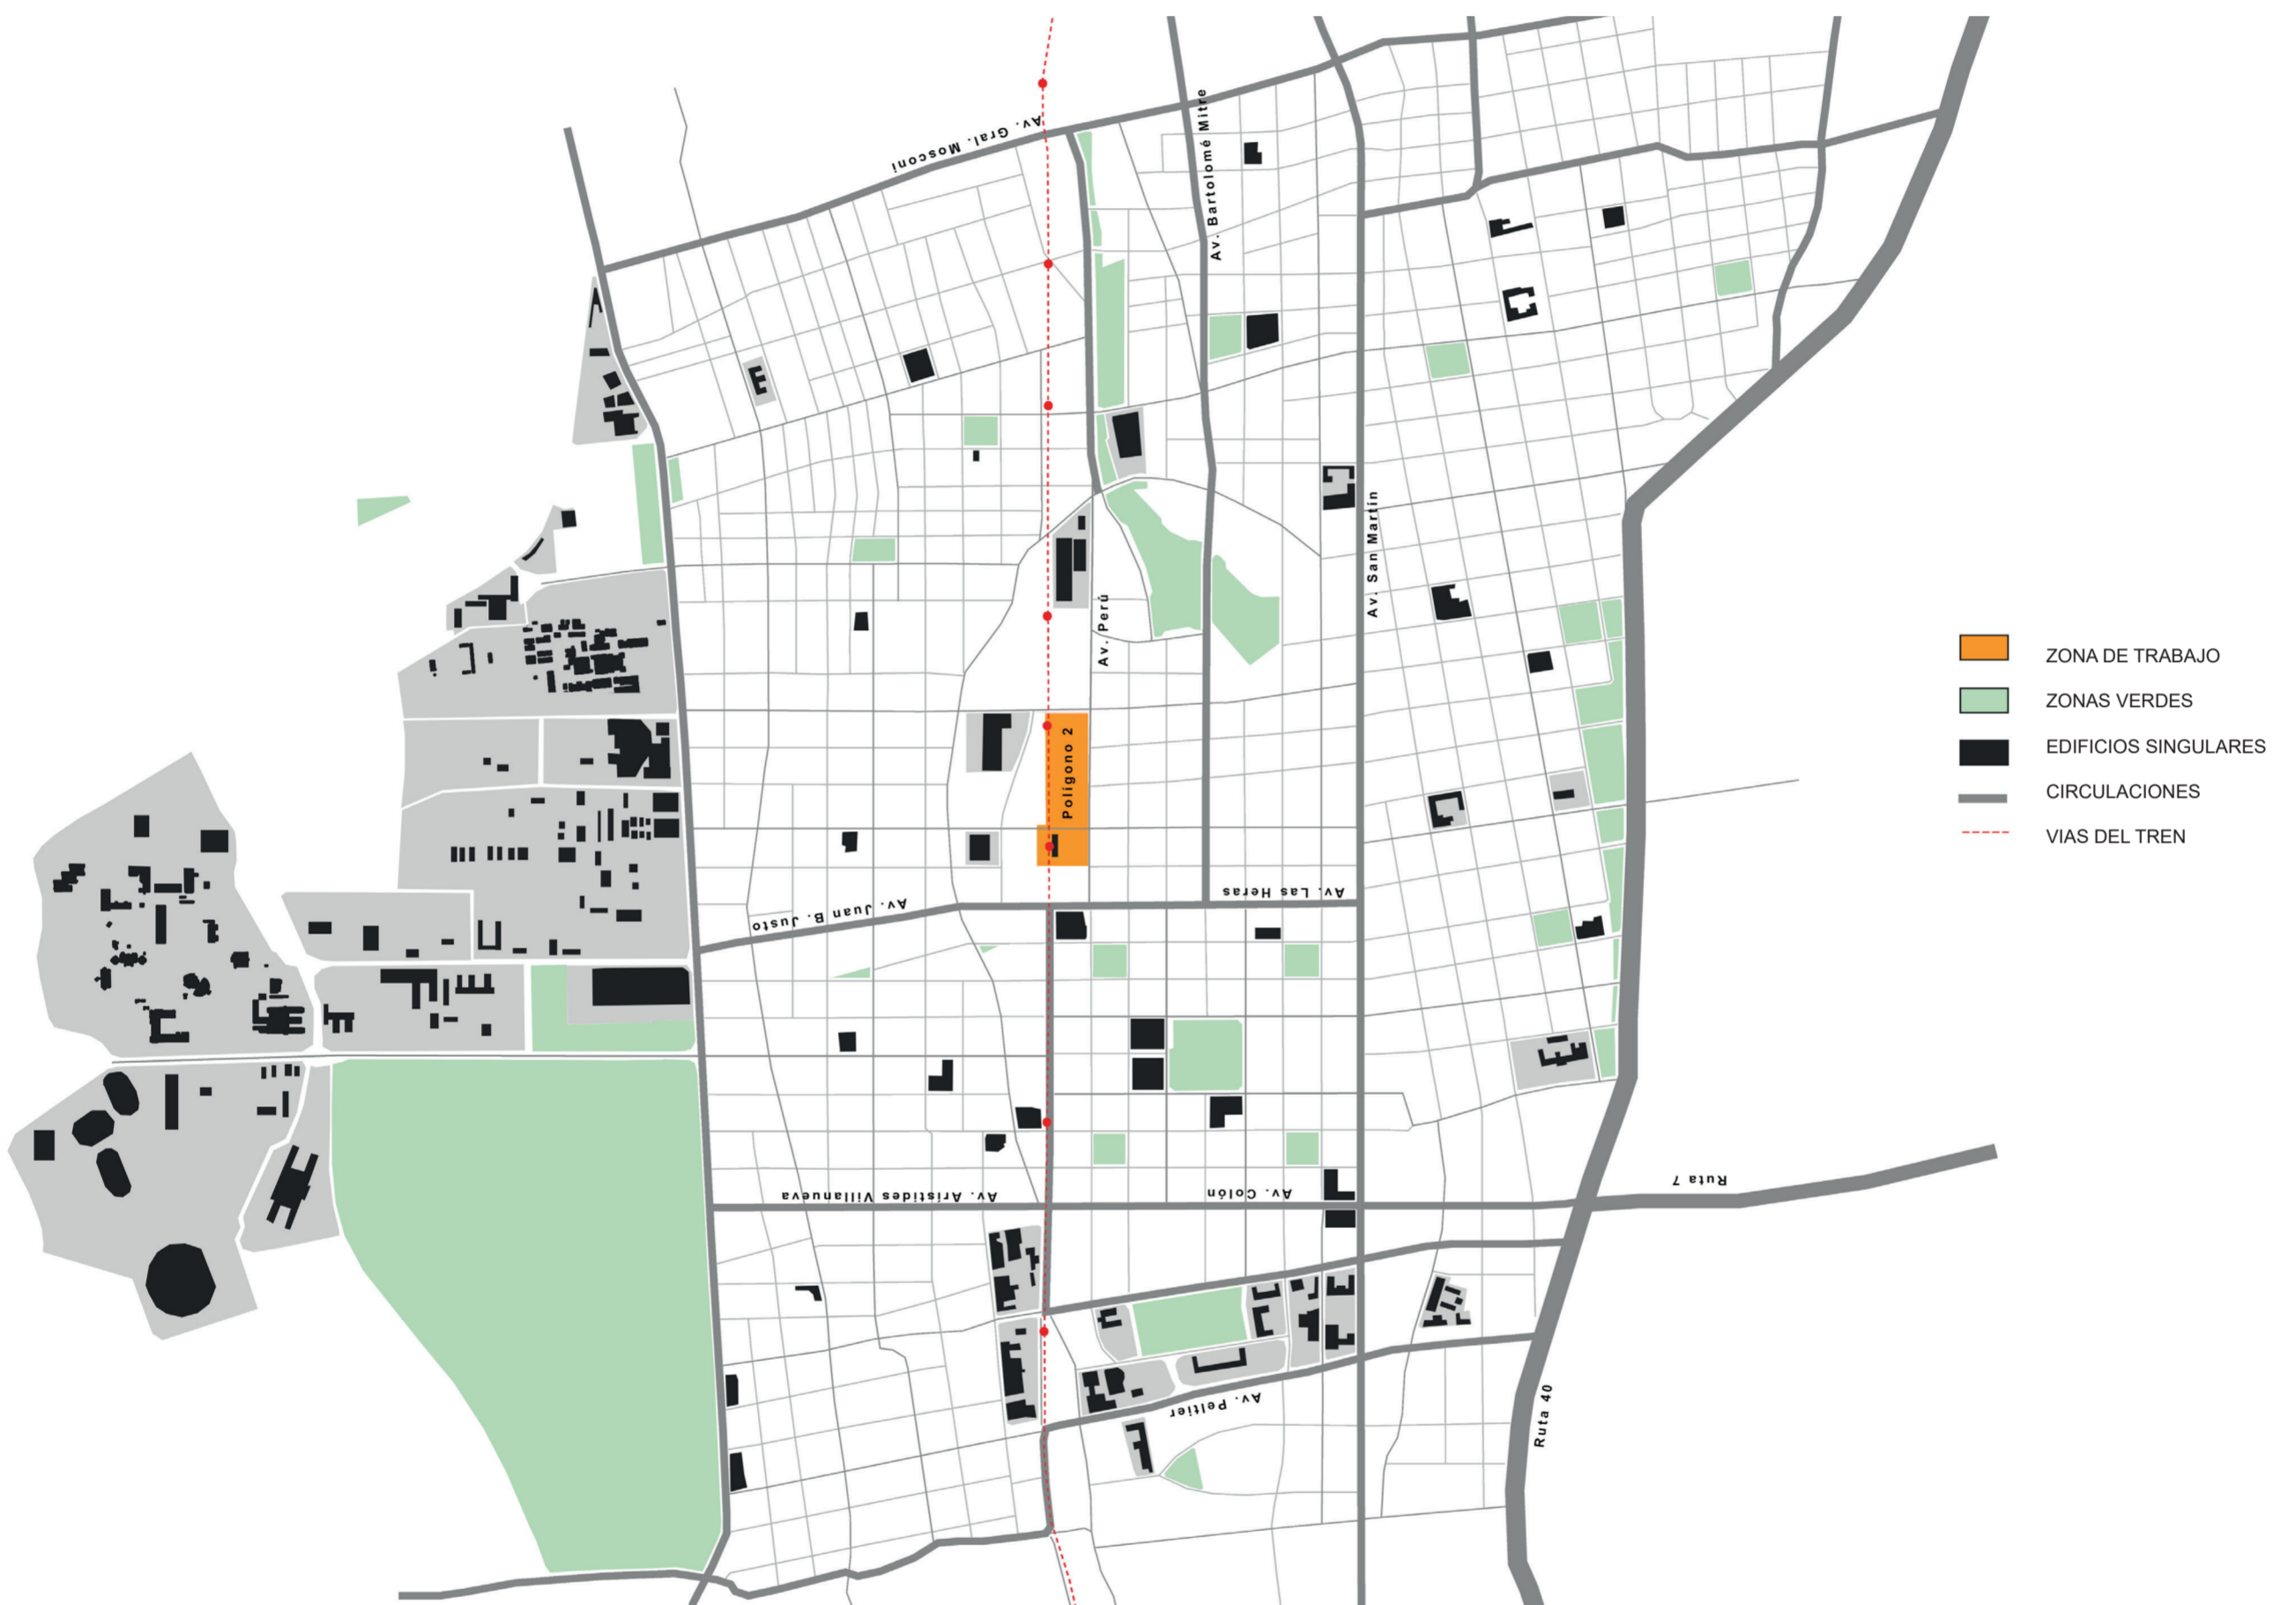 Av. Gral. Mosconi
Av. Bartolomé Mitre
Av. San Martín
Av. Perú
Polígono 2
Av. Las Heras
Av. Juan B. Justo
Av. Arístides Villanueva
Av. Colón
Ruta 7
Av. Peltier
Ruta 40
ZONA DE TRABAJO
ZONAS VERDES
EDIFICIOS SINGULARES
CIRCULACIONES
VIAS DEL TREN